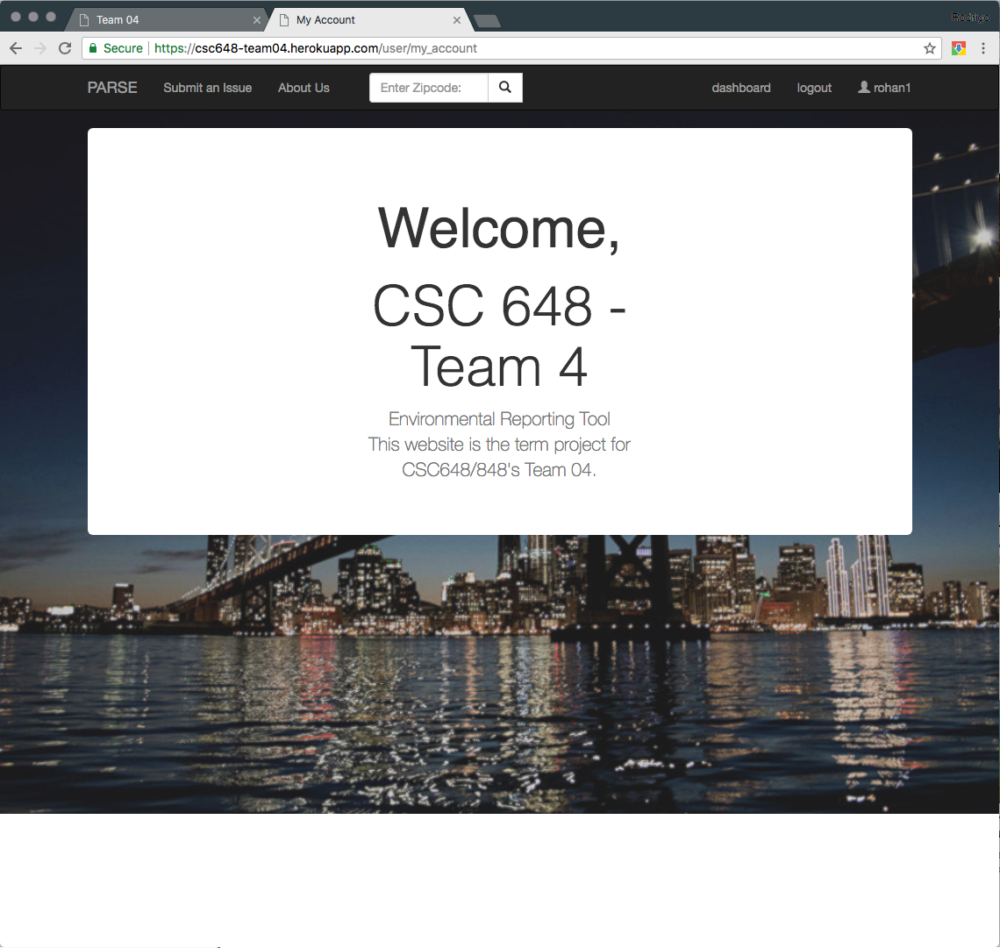 Team 04
My Account
Rodrigo
Secure
https://csc648-team04.herokuapp.com/user/my_account
PARSE Submit an Issue About Us Enter Zipcode: dashboard logout rohan1
Welcome,
CSC 648 -
Team 4
Environmental Reporting Tool
This website is the term project for
CSC648/848's Team 04.